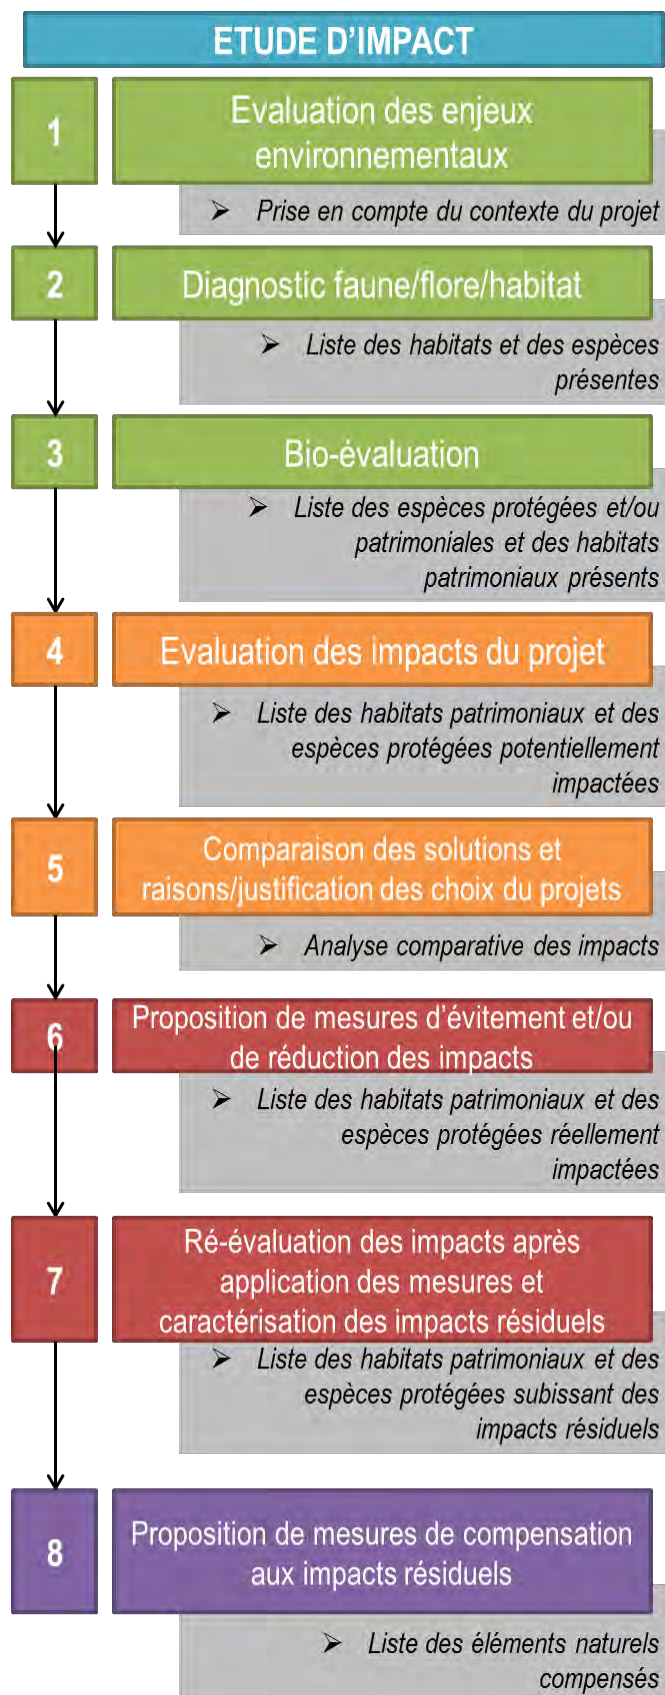 ETUDE D'IMPACT
1
Evaluation des enjeux
environnementaux
➢ Prise en compte du contexte du projet
2
Diagnostic faune/flore/habitat
➢ Liste des habitats et des espèces
présentes
3
Bio-évaluation
➢ Liste des espèces protégées et/ou
patrimoniales et des habitats
patrimoniaux présents
4
Evaluation des impacts du projet
➢ Liste des habitats patrimoniaux et des
espèces protégées potentiellement
impactées
5
Comparaison des solutions et
raisons/justification des choix du projets
➢ Analyse comparative des impacts
6
Proposition de mesures d'évitement et/ou
de réduction des impacts
➢ Liste des habitats patrimoniaux et des
espèces protégées réellement
impactées
7
Ré-évaluation des impacts après
application des mesures et
caractérisation des impacts résiduels
➢ Liste des habitats patrimoniaux et des
espèces protégées subissant des
impacts résiduels
8
Proposition de mesures de compensation
aux impacts résiduels
➢ Liste des éléments naturels
compensés